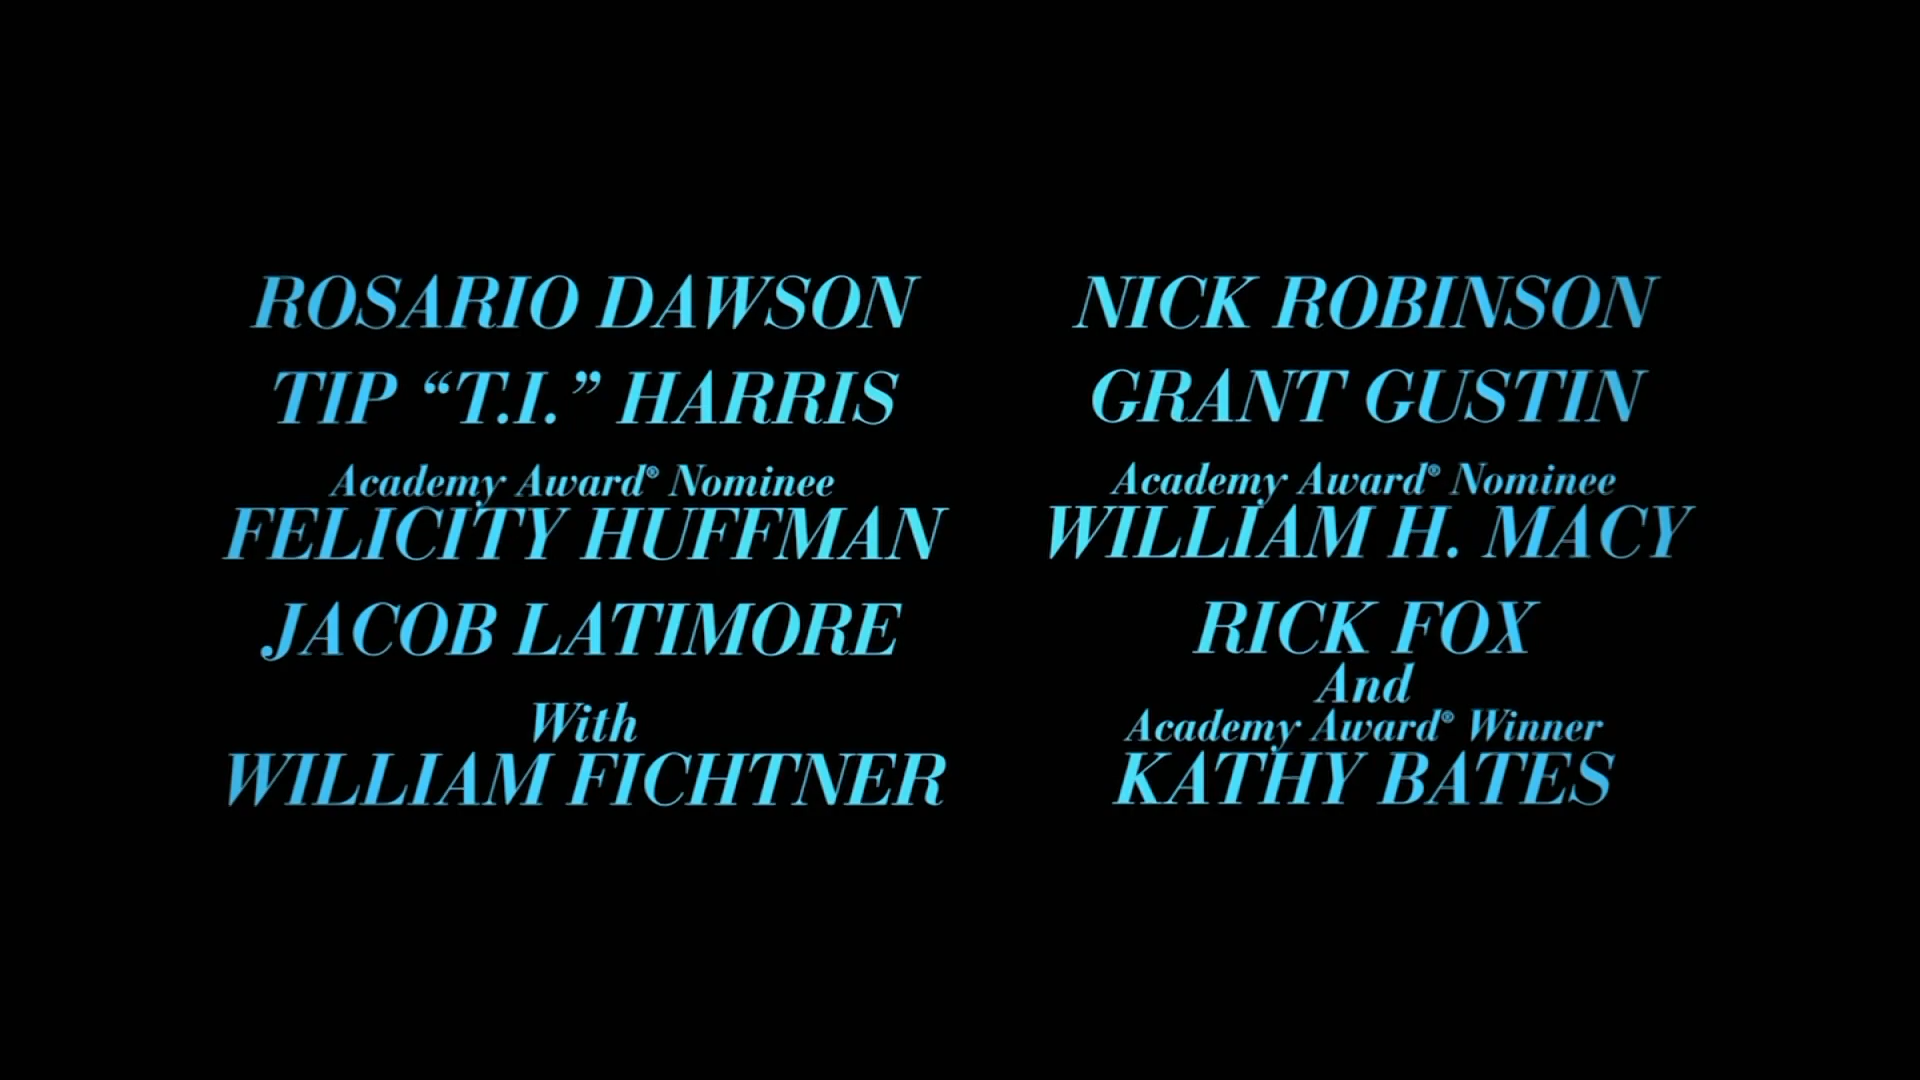 ROSARIO DAWSON
TIP “T.I.” HARRIS
Academy Award® Nominee
FELICITY HUFFMAN
JACOB LATIMORE
With
WILLIAM FICHTNER
NICK ROBINSON
GRANT GUSTIN
Academy Award® Nominee
WILLIAM H. MACY
RICK FOX
And
Academy Award® Winner
KATHY BATES